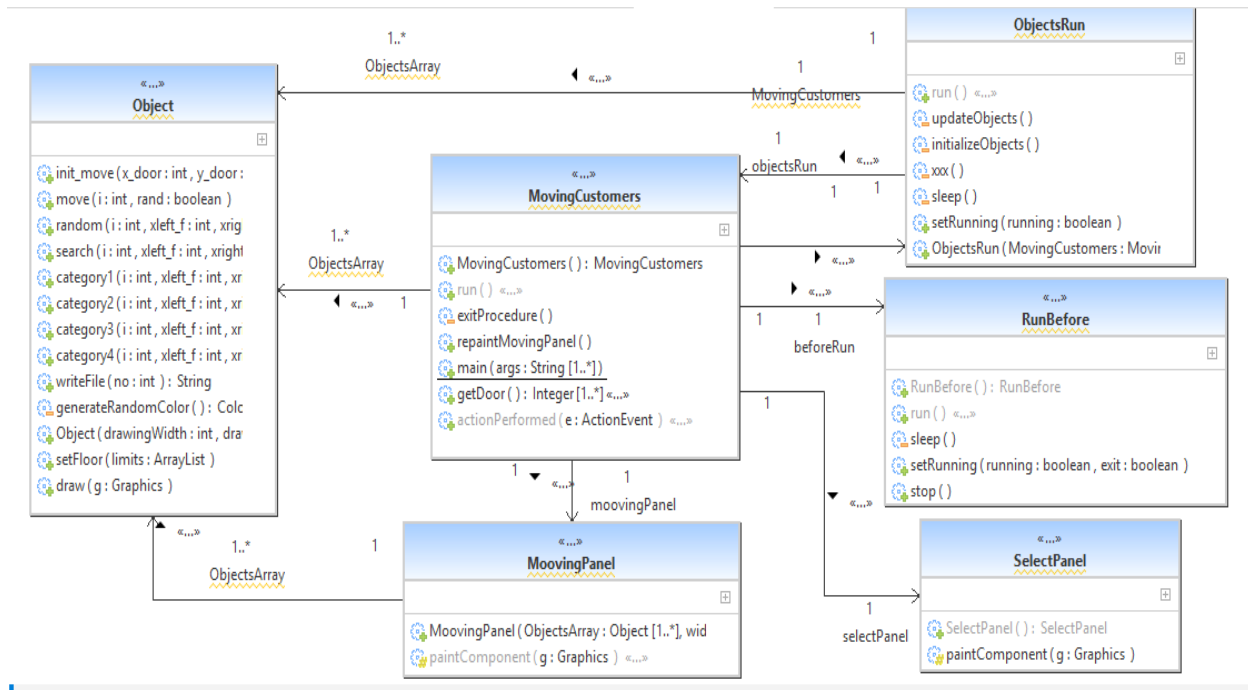 ObjectsRun
run ( ) «...»
updateObjects ( )
initializeObjects ( )
xxx ( )
sleep ( )
setRunning (running : boolean )
ObjectsRun (MovingCustomers : Movir
1..*
ObjectsArray
«...»
1
1
MovingCustomers
«...»
Object
init_move (x_door : int , y_door :
move (i : int , rand : boolean )
random (i : int , xleft_f : int , xrig
search (i : int , xleft_f : int , xright
category1 (i : int , xleft_f : int , xr
category2 (i : int , xleft_f : int , xr
category3 (i : int , xleft_f : int , xr
category4 (i : int , xleft_f : int , xr
writeFile (no : int ) : String
generateRandomColor ( ) : Colc
Object (drawingWidth : int , dra
setFloor (limits : ArrayList )
draw (g : Graphics )
1
objectsRun
«...»
1
1
«...»
1..*
ObjectsArray
«...»
1
«...»
MovingCustomers
MovingCustomers ( ) : MovingCustomers
run ( ) «...»
exitProcedure ( )
repaintMovingPanel ( )
main (args : String [1..*])
getDoor ( ) : Integer [1..*] «...»
actionPerformed (e : ActionEvent ) «...»
«...»
1
1
beforeRun
«...»
RunBefore
RunBefore ( ) : RunBefore
run ( ) «...»
sleep ( )
setRunning (running : boolean , exit : boolean )
stop ( )
1
«...»
1
selectPanel
1
«...»
1
moovingPanel
«...»
1..*
ObjectsArray
1
«...»
MoovingPanel
MoovingPanel (ObjectsArray : Object [1..*], wid
paintComponent (g : Graphics ) «...»
«...»
SelectPanel
SelectPanel ( ) : SelectPanel
paintComponent (g : Graphics )